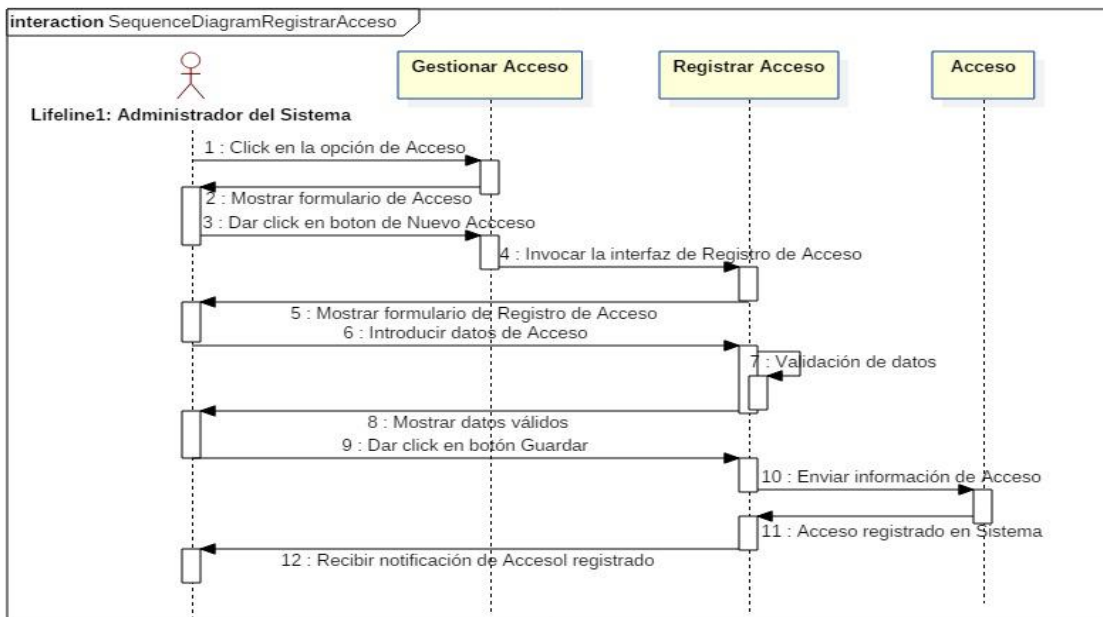 interaction SequenceDiagramRegistrarAcceso
Gestionar Acceso
Registrar Acceso
Acceso
Lifeline1: Administrador del Sistema
1 : Click en la opción de Acceso
2 : Mostrar formulario de Acceso
3 : Dar click en boton de Nuevo Accceso
4 : Invocar la interfaz de Registro de Acceso
5 : Mostrar formulario de Registro de Acceso
6 : Introducir datos de Acceso
7 : Validación de datos
8 : Mostrar datos válidos
9 : Dar click en botón Guardar
10 : Enviar información de Acceso
11 : Acceso registrado en Sistema
12 : Recibir notificación de Accesol registrado